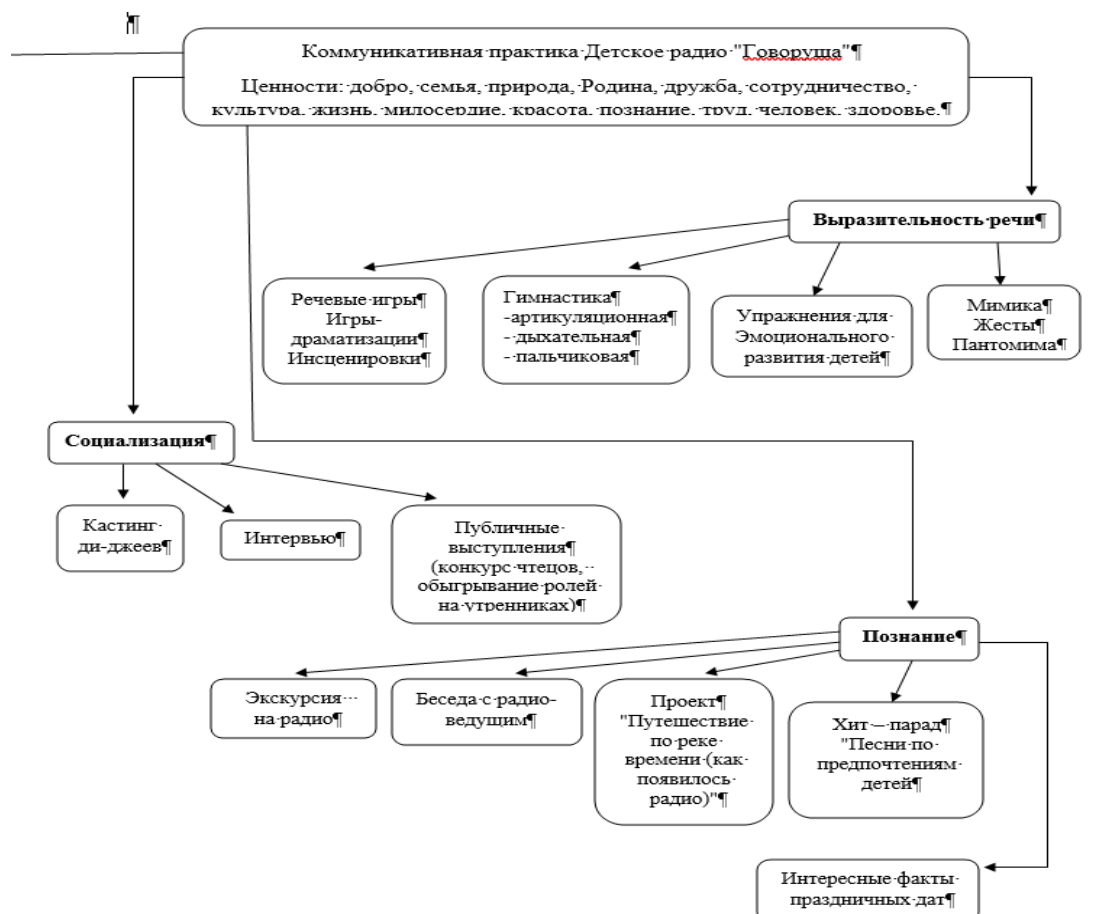 Коммуникативная практика Детское радио "Говоруша"
Ценности: добро, семья, природа, Родина, дружба, сотрудничество,
культура, жизнь, милосердие, красота, познание, труд, человек, здоровье.
Выразительность речи
Речевые игры
Игры-
драматизации
Инсценировки
Гимнастика
-артикуляционная
- дыхательная
- пальчиковая
Упражнения для
Эмоционального
развития детей
Мимика
Жесты
Пантомима
Социализация
Кастинг
ди-джеев
Интервью
Публичные
выступления
(конкурс чтецов,
обыгрывание ролей
на утренниках)
Познание
Экскурсия
на радио
Беседа с радио-
ведущим
Проект
"Путешествие
по реке
времени (как
появилось
радио)"
Хит – парад
"Песни по
предпочтениям
детей
Интересные факты
праздничных дат